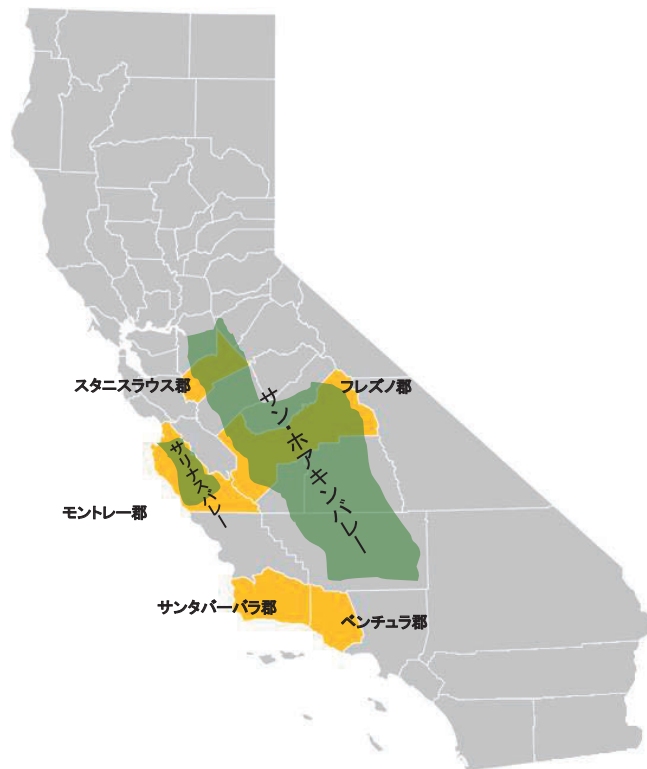 スタニスラウス郡
フレズノ郡
サン・ホアキンバレー
サリナスバレー
モントレー郡
サンタバーバラ郡
ベンチュラ郡